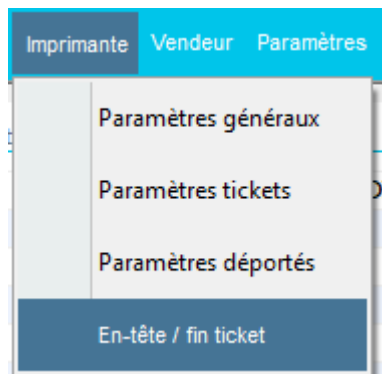 Imprimante Vendeur Paramètres
Paramètres généraux
Paramètres tickets
Paramètres déportés
En-tête / fin ticket